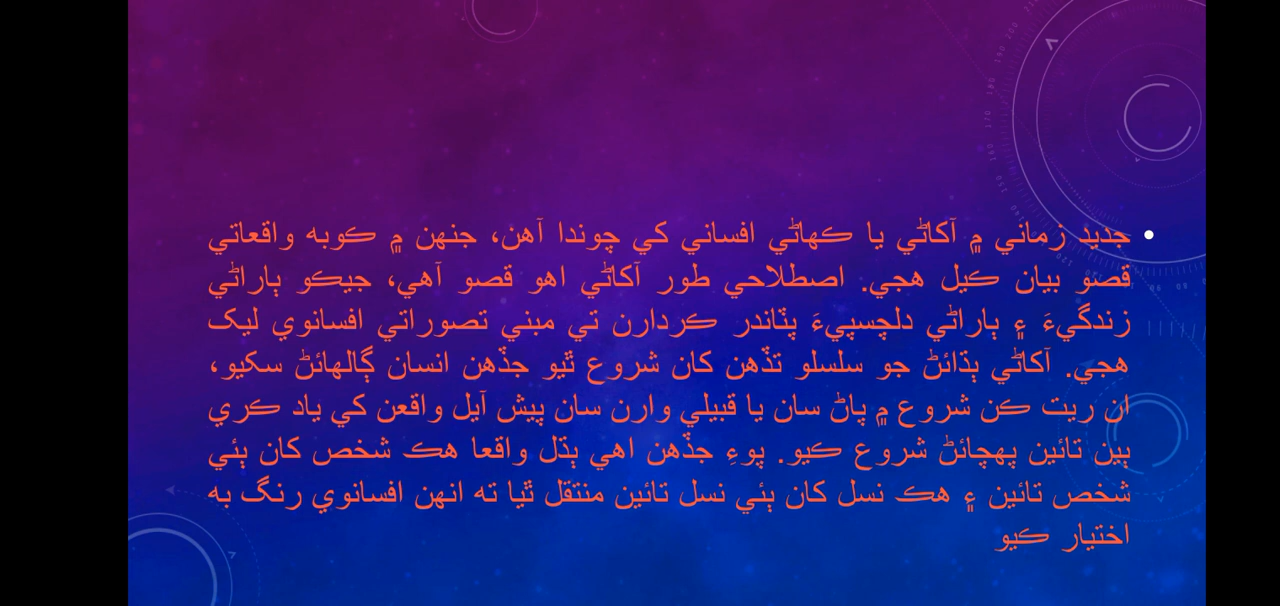 جديد زماني ۾ آکاڻي يا ڪهاڻي افساني کي چوندا آهن، جنهن ۾ ڪوبه واقعاتي
قصو بيان ڪيل هجي. اصطلاحي طور آکاڻي اهو قصو آهي، جيڪو ٻاراڻي
زندگيءَ ۽ ٻاراڻي دلچسپيءَ پٽاندر ڪردارن تي مبني تصوراتي افسانوي ليک
هجي. آکاڻي ٻڌائڻ جو سلسلو تڏهن کان شروع ٿيو جڏهن انسان ڳالهائڻ سکيو،
ان ريت ڪن شروع ۾ پاڻ سان يا قبيلي وارن سان پيش آيل واقعن کي ياد ڪري
ٻين تائين پهچائڻ شروع ڪيو. پوءِ جڏهن اهي ٻڌل واقعا هڪ شخص کان ٻئي
شخص تائين ۽ هڪ نسل کان ٻئي نسل تائين منتقل ٿيا ته انهن افسانوي رنگ به
اختيار ڪيو